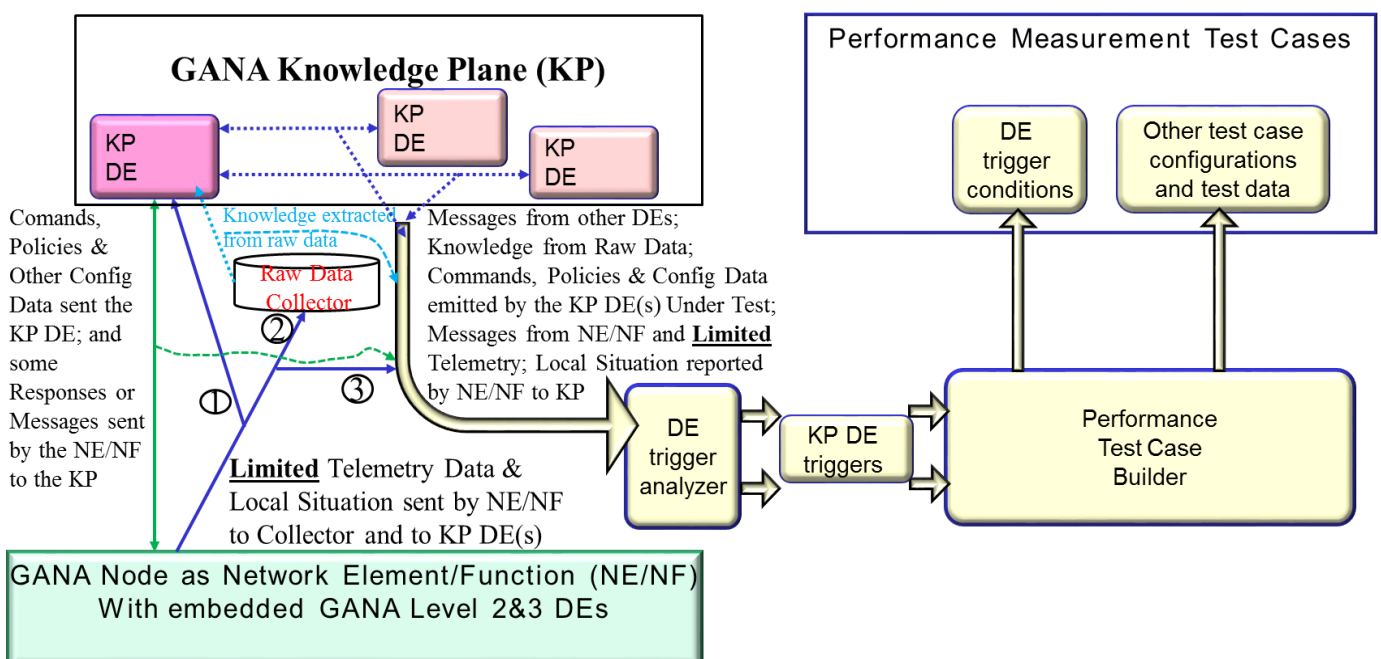 GANA Knowledge Plane (KP)
KP
DE
KP
DE
KP
DE
Comands,
Policies &
Other Config
Data sent the
KP DE; and
some
Responses or
Messages sent
by the NE/NF
to the KP
Knowledge extracted
from raw data
Raw Data
Collector
①
②
③
Messages from other DEs;
Knowledge from Raw Data;
Commands, Policies & Config Data
emitted by the KP DE(s) Under Test;
Messages from NE/NF and Limited
Telemetry; Local Situation reported
by NE/NF to KP
Limited Telemetry Data &
Local Situation sent by NE/NF
to Collector and to KP DE(s)
GANA Node as Network Element/Function (NE/NF)
With embedded GANA Level 2&3 DEs
DE
trigger
analyzer
KP DE
triggers
Performance
Test Case
Builder
Performance Measurement Test Cases
DE
trigger
conditions
Other test case
configurations
and test data